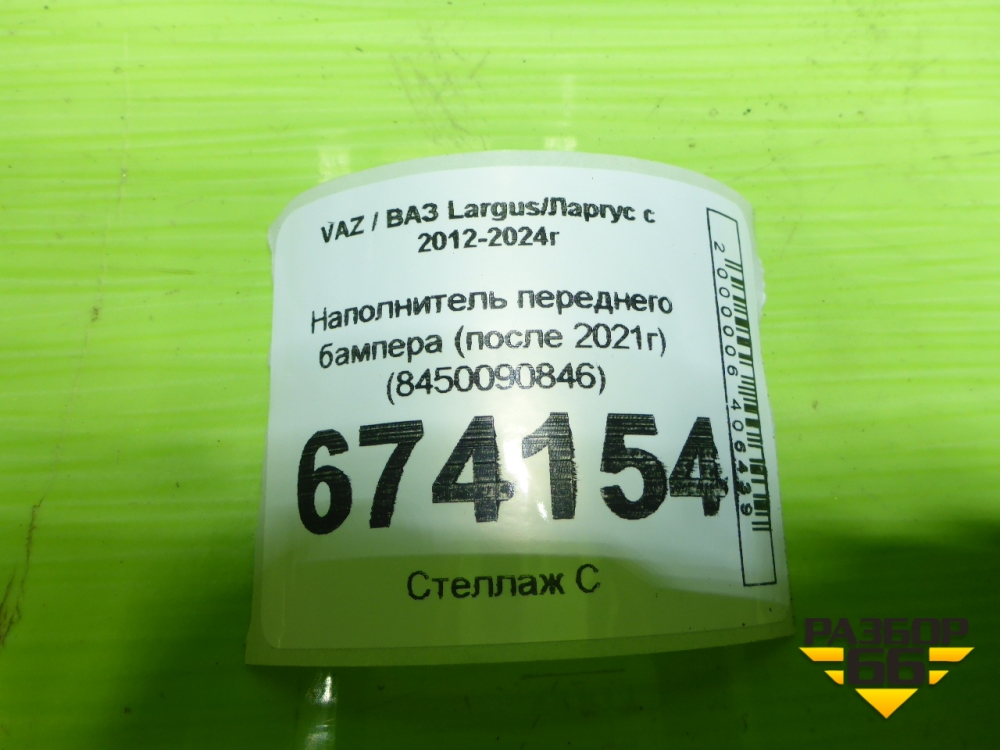 VAZ / ВАЗ Largus/Ларгус с
2012-2024г
Наполнитель переднего
бампера (после 2021г)
(8450090846)
674154
Стеллаж С
2000006406439
РАЗБОР
66